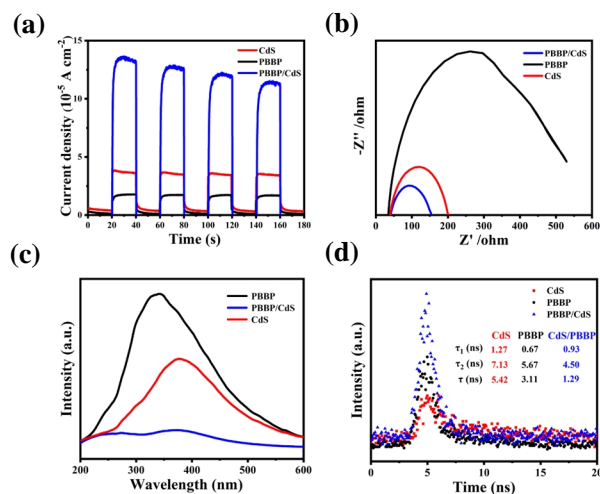 (a)
CdS
PBBP
PBBP/CdS
Current density (10⁻⁵ A cm⁻²)
15
10
5
0
0 20 40 60 80 100 120 140 160 180
Time (s)
(b)
PBBP/CdS
PBBP
CdS
-Z'' /ohm
0 100 200 300 400 500 600
Z' /ohm
(c)
PBBP
PBBP/CdS
CdS
Intensity (a.u.)
200 300 400 500 600
Wavelength (nm)
(d)
CdS
PBBP
PBBP/CdS
CdS PBBP CdS/PBBP
τ₁ (ns) 1.27 0.67 0.93
τ₂ (ns) 7.13 5.67 4.50
τ (ns) 5.42 3.11 1.29
Intensity (a.u.)
0 5 10 15 20
Time (ns)